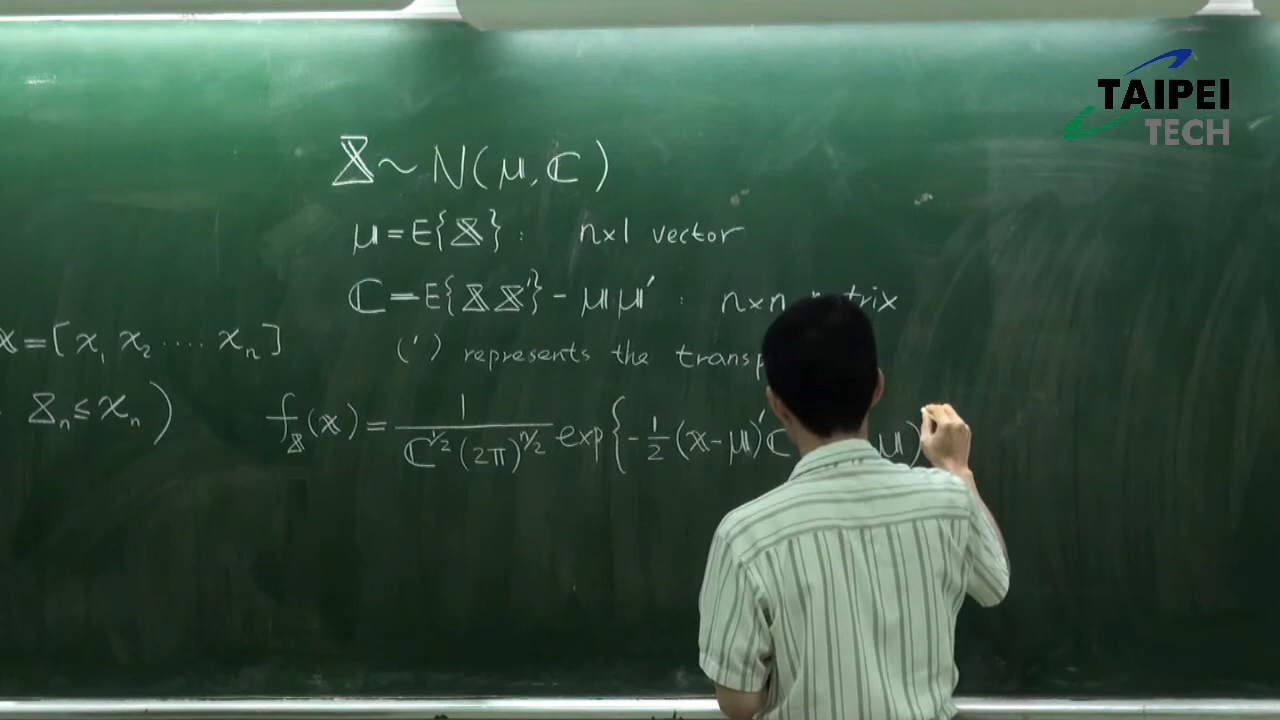 𝕏 ~ N(μ, ℂ)
μ = E{𝕏} : n×1 vector
ℂ = E{𝕏𝕏'} - μμ' : n×n
x = [x₁ x₂ ···· xₙ]
(') represents the
𝕏ₙ ≤ xₙ)
f_𝕏(x) = 1 / (ℂ^{1/2} (2π)^{n/2}) exp{ -1/2 (x-μ)' ℂ μ)
TAIPEI
TECH